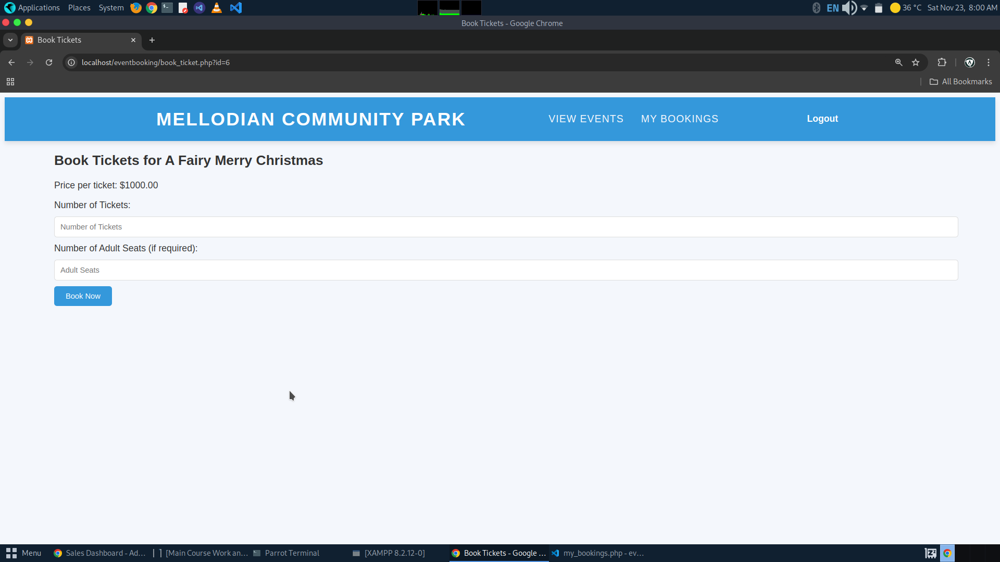 Applications Places System EN 36 °C Sat Nov 23, 8:00 AM
Book Tickets - Google Chrome
Book Tickets
localhost/eventbooking/book_ticket.php?id=6
All Bookmarks
MELLODIAN COMMUNITY PARK VIEW EVENTS MY BOOKINGS Logout
Book Tickets for A Fairy Merry Christmas
Price per ticket: $1000.00
Number of Tickets:
Number of Tickets
Number of Adult Seats (if required):
Adult Seats
Book Now
Menu Sales Dashboard - Ad... [Main Course Work an... Parrot Terminal [XAMPP 8.2.12-0] Book Tickets - Google ... my_bookings.php - ev...